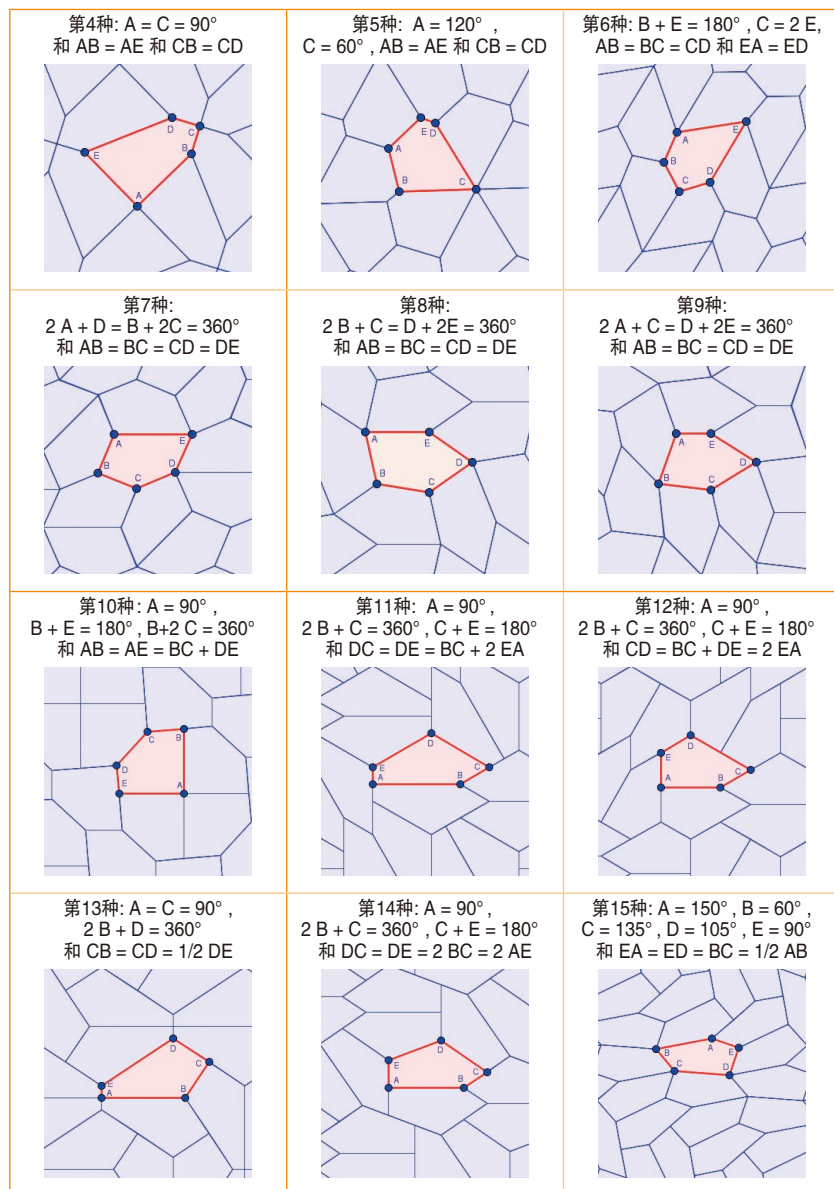 第4种: A = C = 90°
和 AB = AE 和 CB = CD
D
C
B
E
A
第5种: A = 120° ,
C = 60° , AB = AE 和 CB = CD
E
D
A
B
C
第6种: B + E = 180° , C = 2 E,
AB = BC = CD 和 EA = ED
A
E
B
C
D
第7种:
2 A + D = B + 2C = 360°
和 AB = BC = CD = DE
A
E
B
C
D
第8种:
2 B + C = D + 2E = 360°
和 AB = BC = CD = DE
A
E
D
B
C
第9种:
2 A + C = D + 2E = 360°
和 AB = BC = CD = DE
A
E
D
B
C
第10种: A = 90° ,
B + E = 180° , B+2 C = 360°
和 AB = AE = BC + DE
C
B
D
E
A
第11种: A = 90° ,
2 B + C = 360° , C + E = 180°
和 DC = DE = BC + 2 EA
D
E
C
A
B
第12种: A = 90° ,
2 B + C = 360° , C + E = 180°
和 CD = BC + DE = 2 EA
D
E
C
A
B
第13种: A = C = 90° ,
2 B + D = 360°
和 CB = CD = 1/2 DE
D
C
E
A
B
第14种: A = 90° ,
2 B + C = 360° , C + E = 180°
和 DC = DE = 2 BC = 2 AE
D
E
C
A
B
第15种: A = 150° , B = 60° ,
C = 135° , D = 105° , E = 90°
和 EA = ED = BC = 1/2 AB
A
B
E
C
D